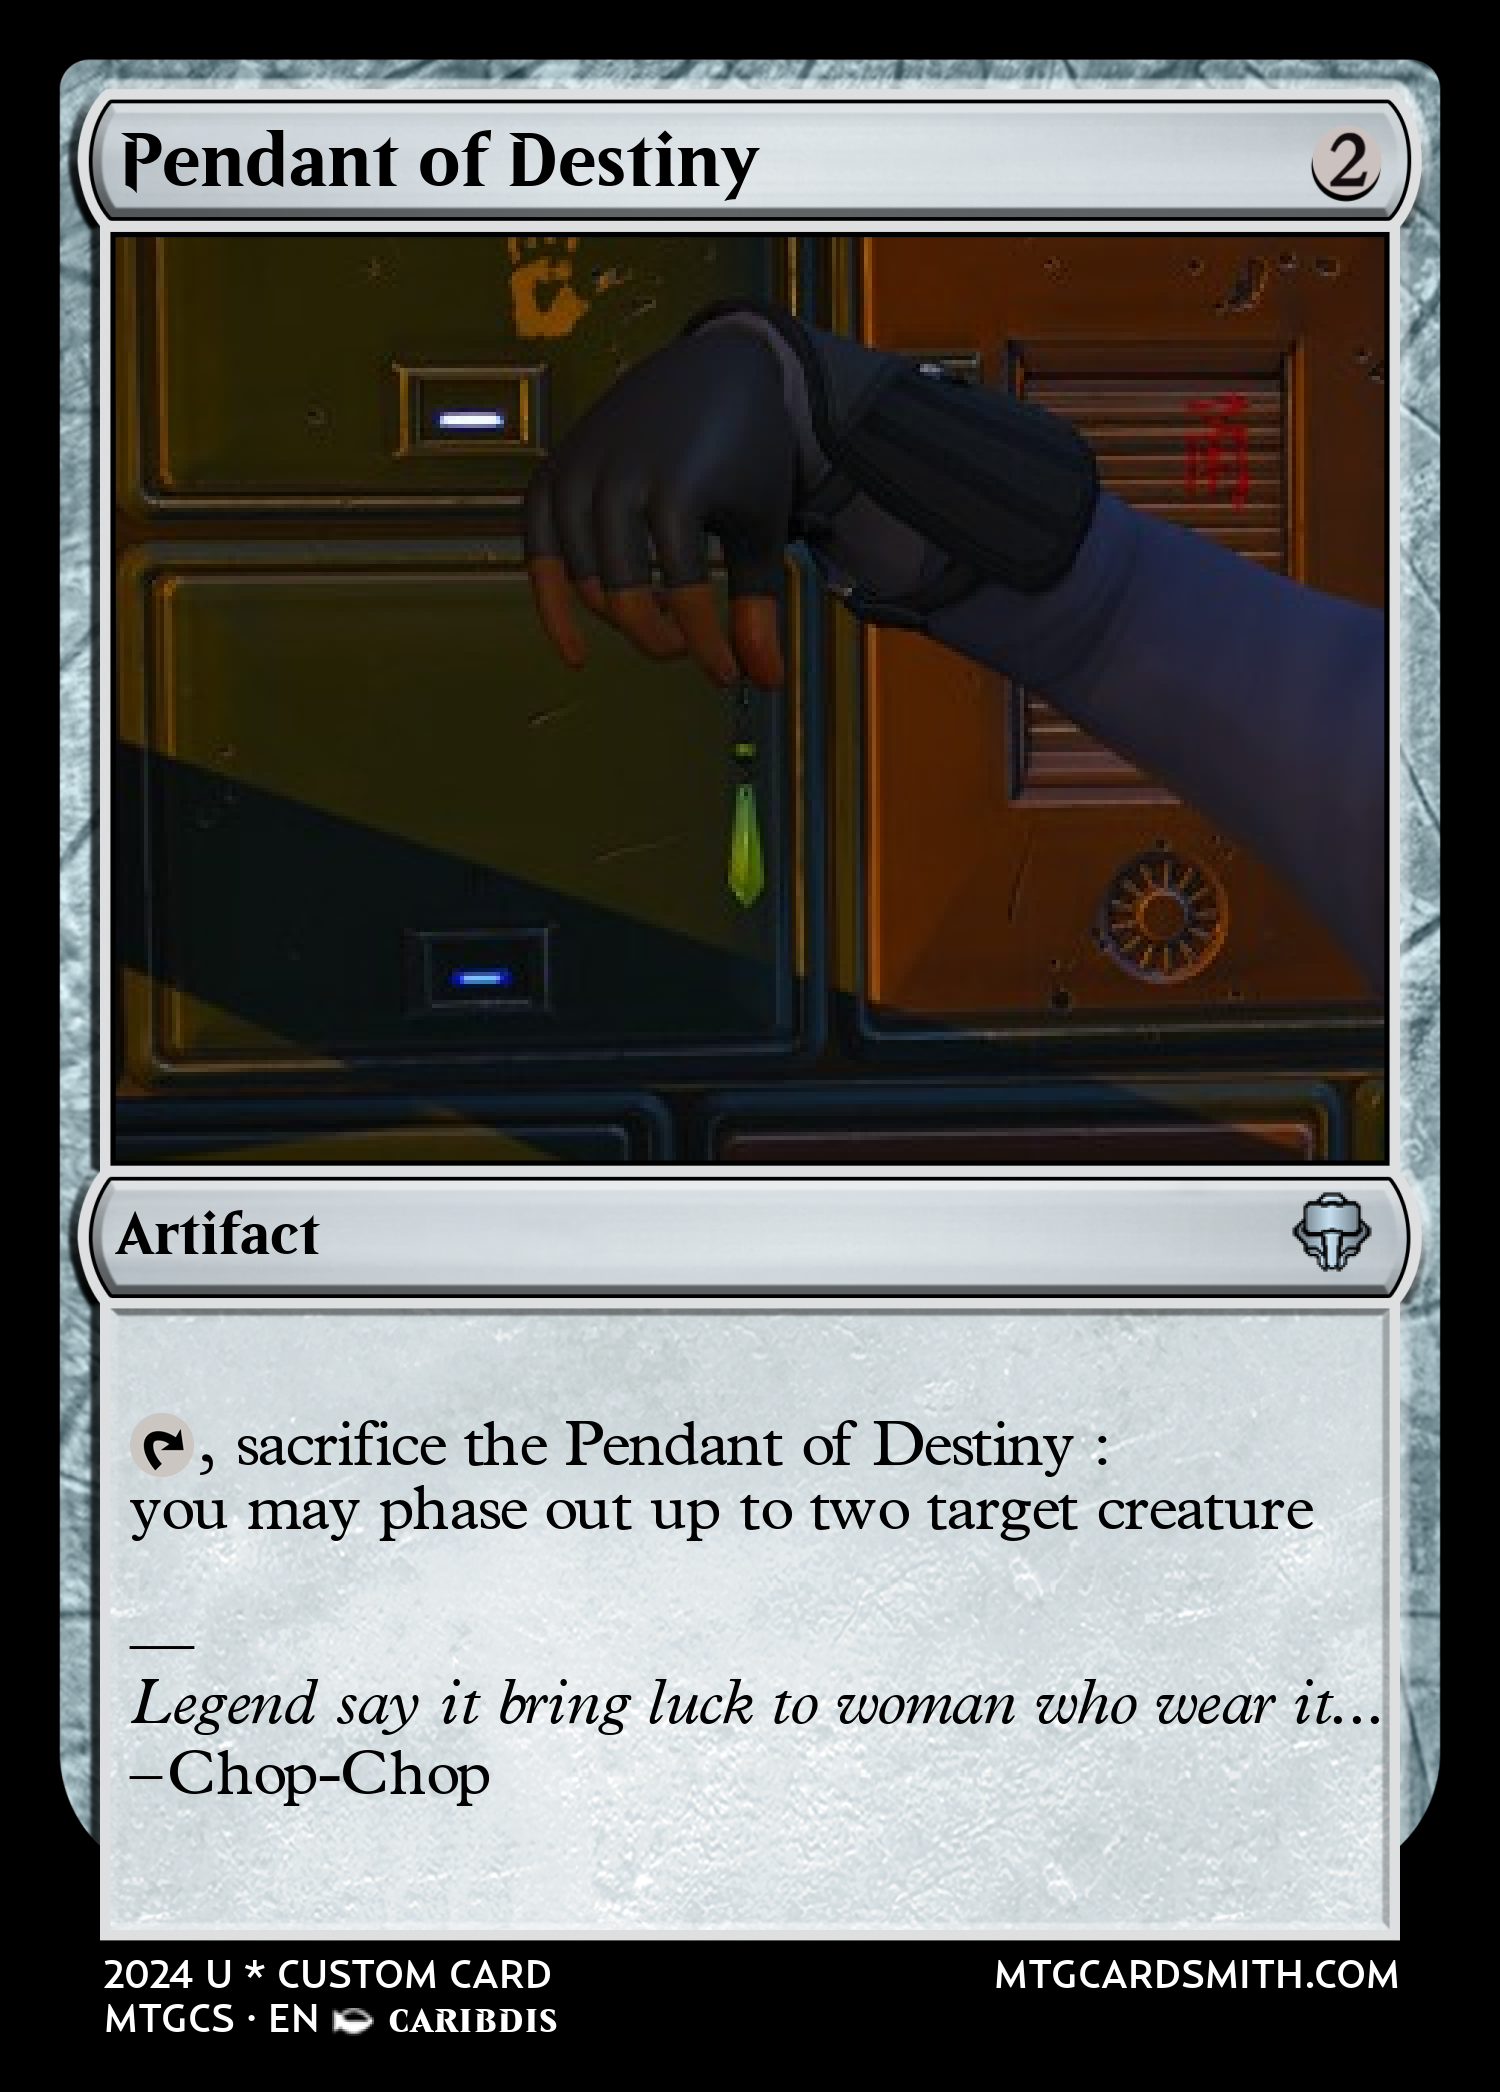 Pendant of Destiny 2
Artifact
, sacrifice the Pendant of Destiny :
you may phase out up to two target creature
—
Legend say it bring luck to woman who wear it...
–Chop-Chop
2024 U * CUSTOM CARD
MTGCARDSMITH.COM
MTGCS · EN CARIBDIS